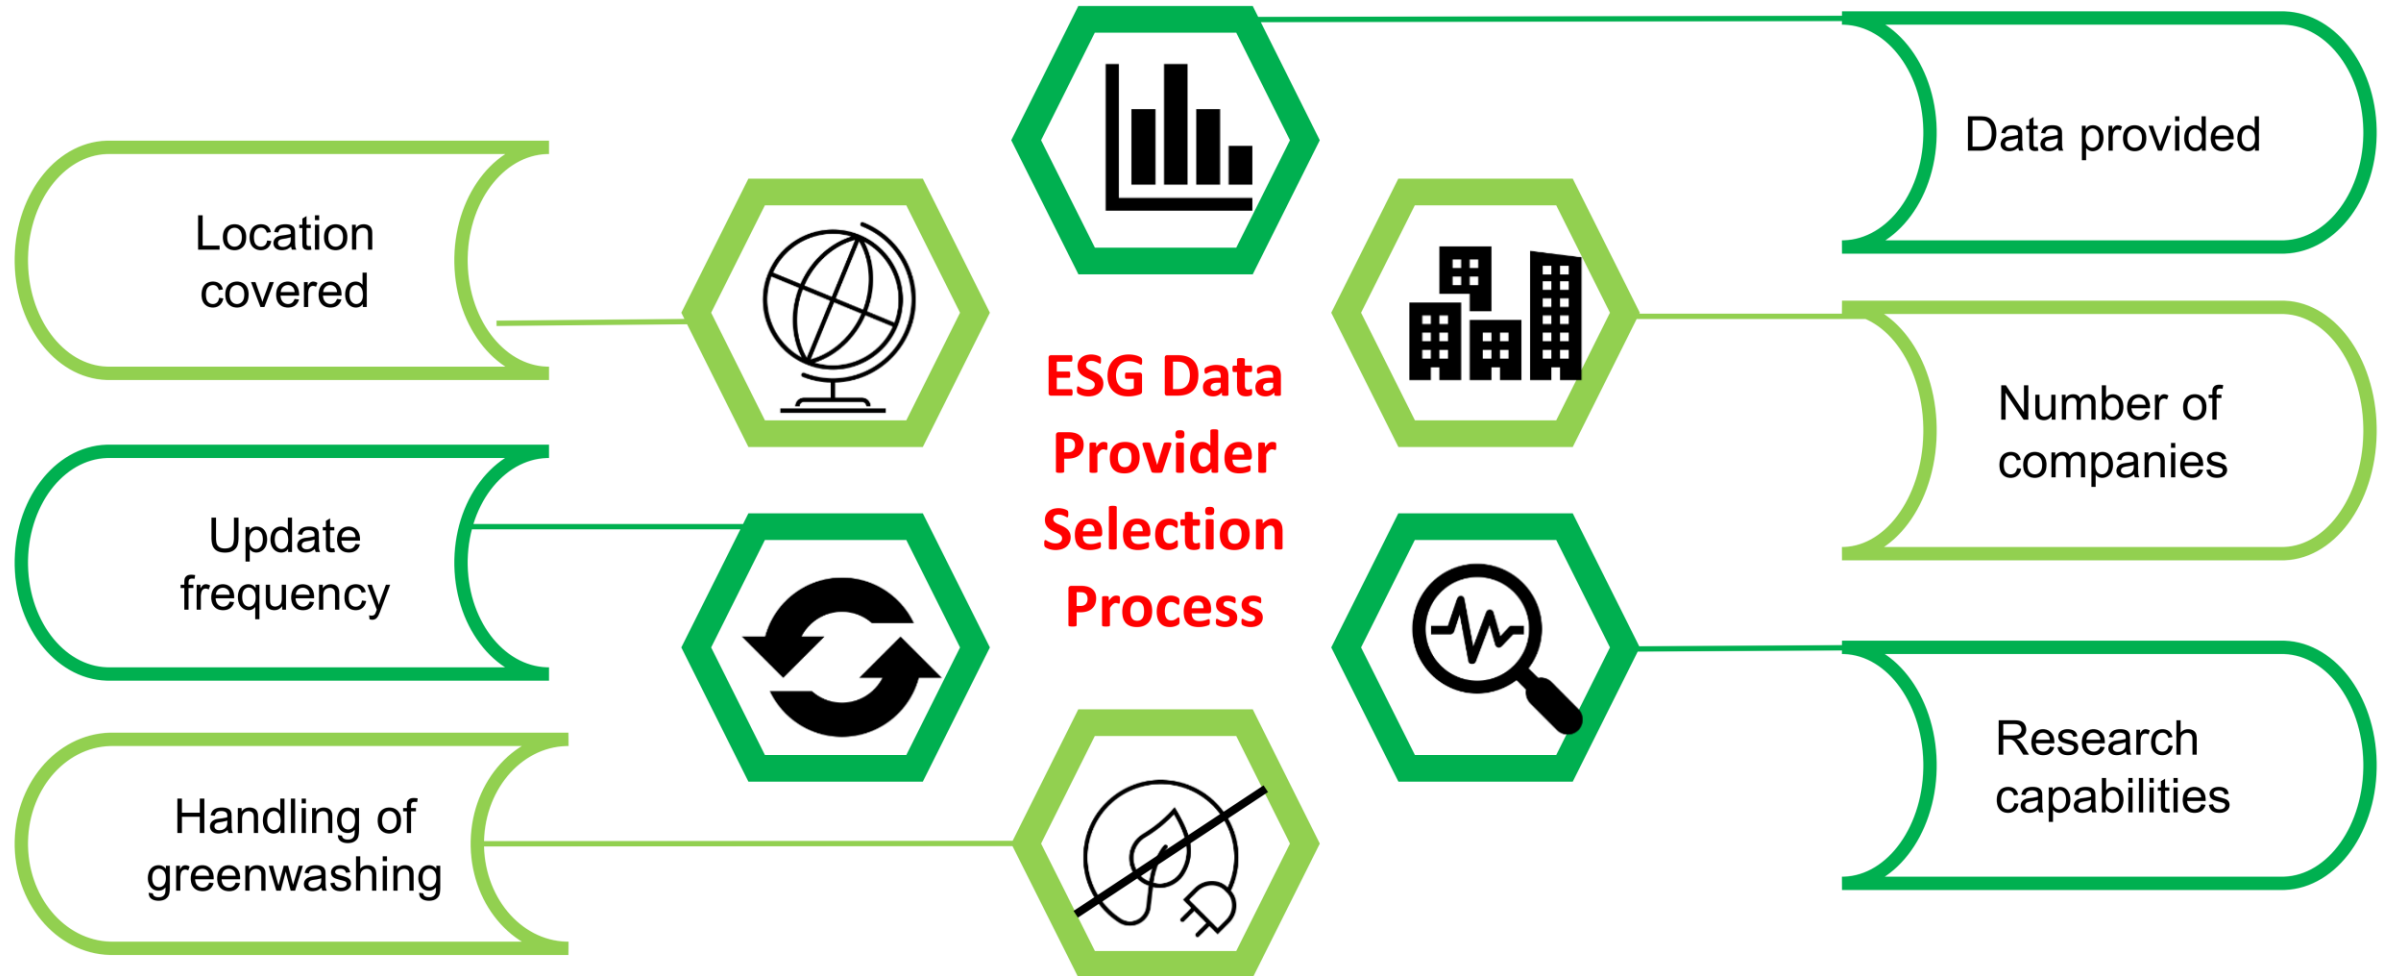 Data provided
Location
covered
ESG Data
Provider
Selection
Process
Number of
companies
Update
frequency
Research
capabilities
Handling of
greenwashing